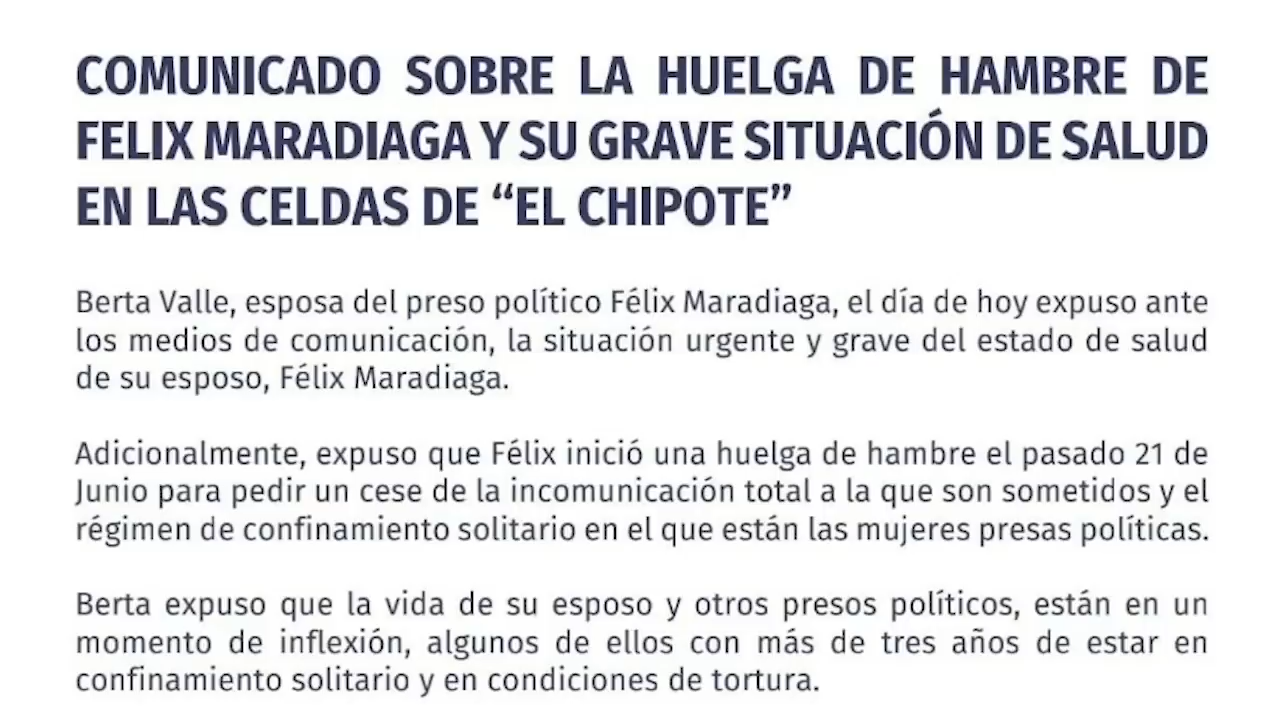 COMUNICADO SOBRE LA HUELGA DE HAMBRE DE
FELIX MARADIAGA Y SU GRAVE SITUACIÓN DE SALUD
EN LAS CELDAS DE “EL CHIPOTE”
Berta Valle, esposa del preso político Félix Maradiaga, el día de hoy expuso ante
los medios de comunicación, la situación urgente y grave del estado de salud
de su esposo, Félix Maradiaga.
Adicionalmente, expuso que Félix inició una huelga de hambre el pasado 21 de
Junio para pedir un cese de la incomunicación total a la que son sometidos y el
régimen de confinamiento solitario en el que están las mujeres presas políticas.
Berta expuso que la vida de su esposo y otros presos políticos, están en un
momento de inflexión, algunos de ellos con más de tres años de estar en
confinamiento solitario y en condiciones de tortura.